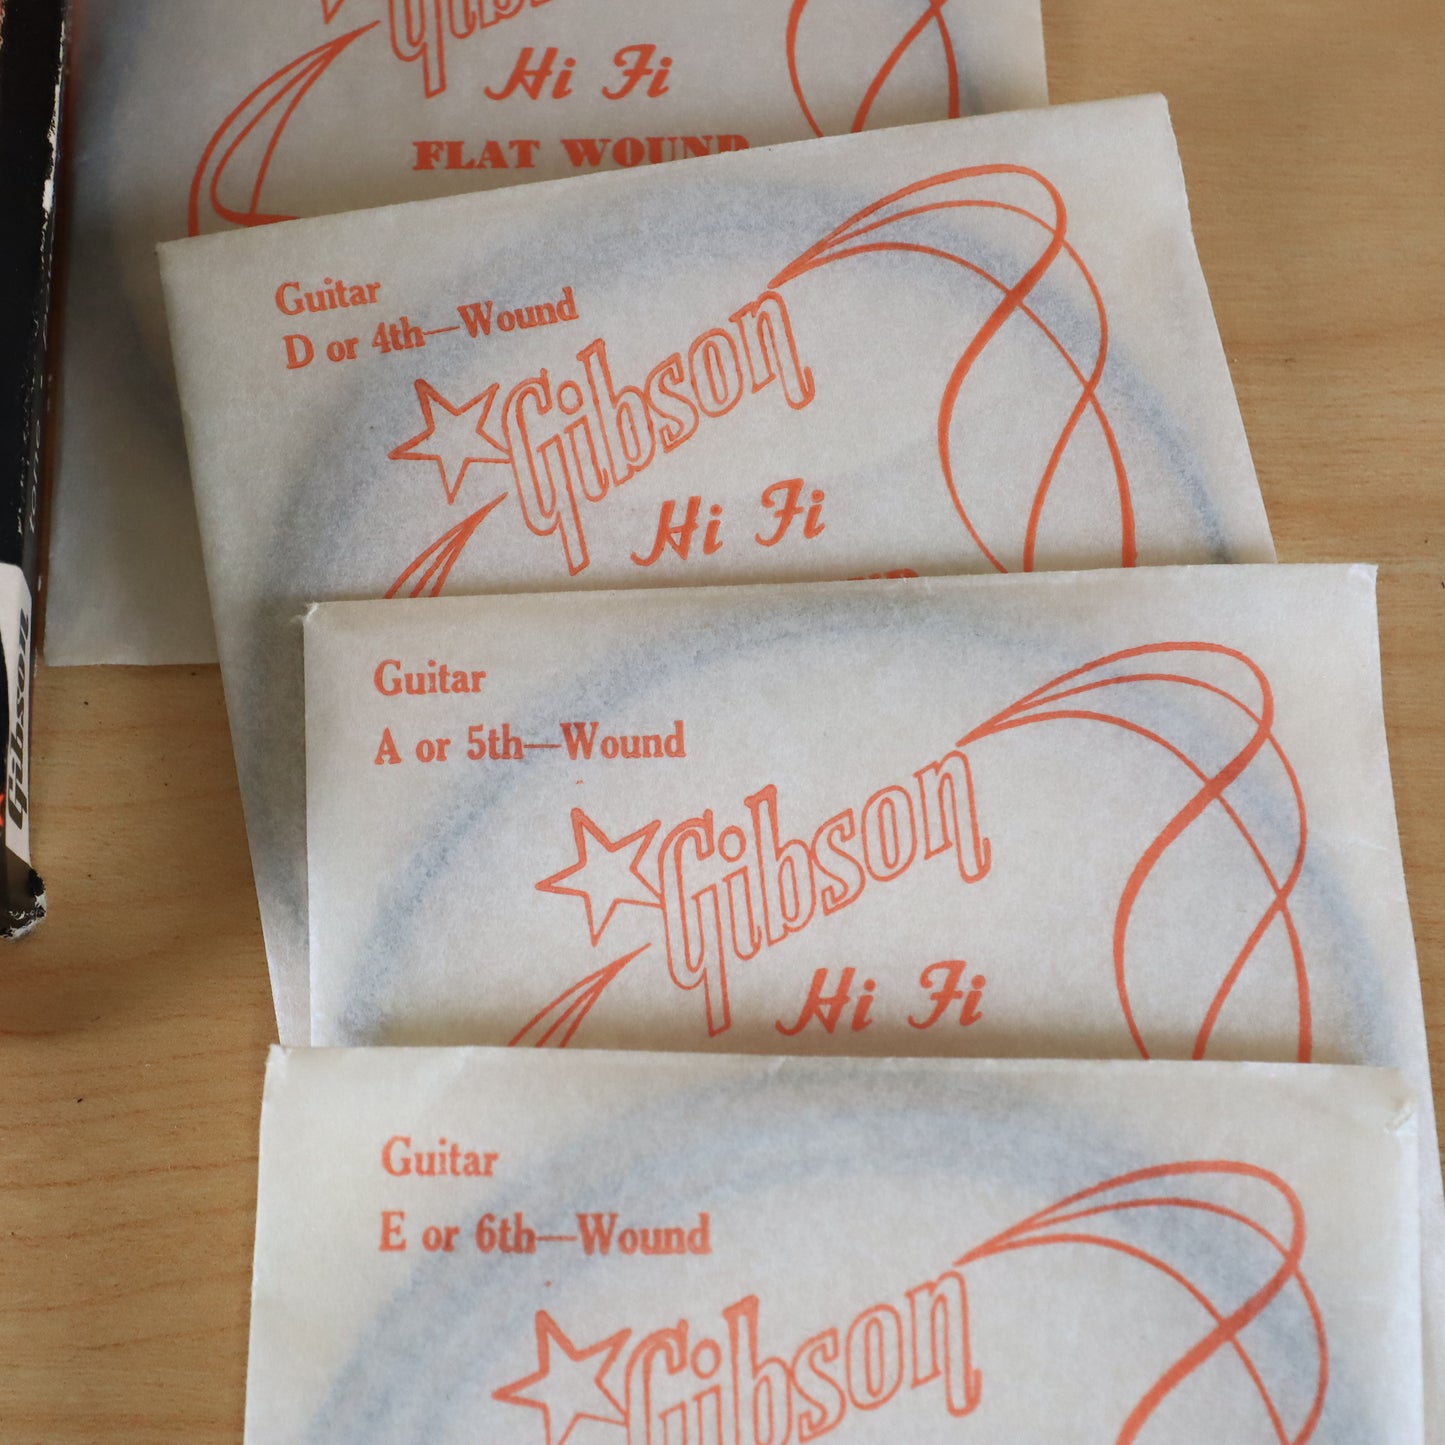 Gibson
Hi Fi
FLAT WOUND
Guitar
D or 4th—Wound
Gibson
Hi Fi
Guitar
A or 5th—Wound
Gibson
Hi Fi
Guitar
E or 6th—Wound
Gibson
Gibson